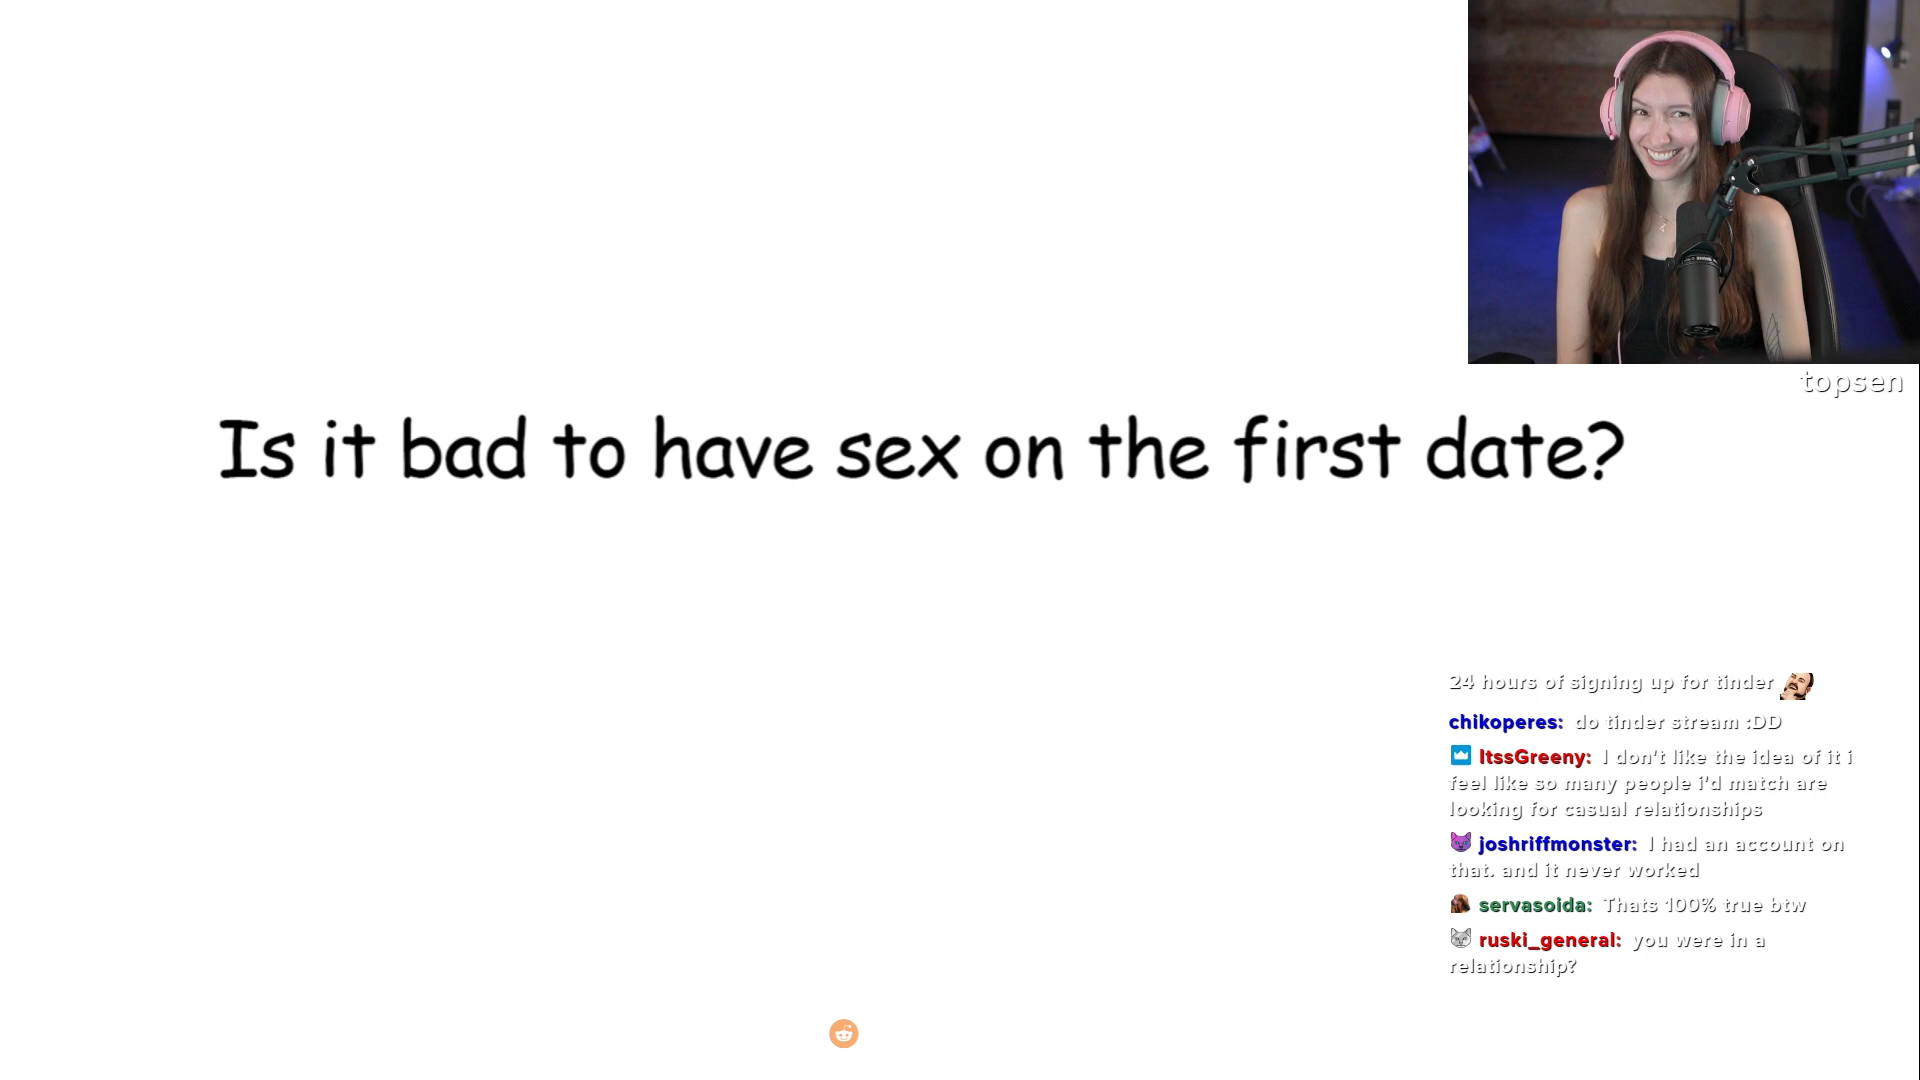 topsen
Is it bad to have sex on the first date?
24 hours of signing up for tinder
chikoperes: do tinder stream :DD
ItssGreeny: I don't like the idea of it i
feel like so many people i'd match are
looking for casual relationships
joshriffmonster: I had an account on
that. and it never worked
servasoida: Thats 100% true btw
ruski_general: you were in a
relationship?